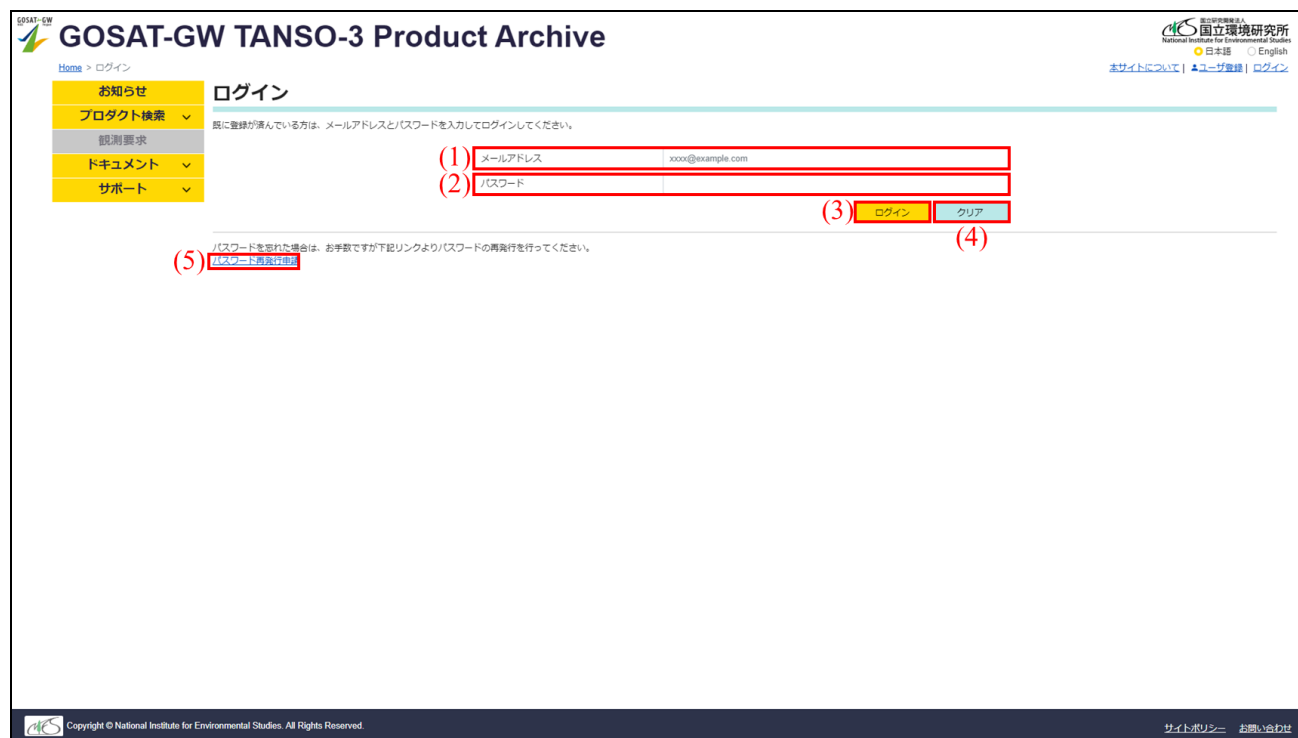 GOSAT-GW
GOSAT-GW TANSO-3 Product Archive
国立研究開発法人
国立環境研究所
National Institute for Environmental Studies
日本語 English
Home > ログイン
本サイトについて | ユーザ登録 | ログイン
お知らせ
プロダクト検索
観測要求
ドキュメント
サポート
ログイン
既に登録が済んでいる方は、メールアドレスとパスワードを入力してログインしてください。
(1) メールアドレス xxxx@example.com
(2) パスワード
(3) ログイン クリア
(4)
パスワードを忘れた場合は、お手数ですが下記リンクよりパスワードの再発行を行ってください。
(5) パスワード再発行申請
NIES Copyright © National Institute for Environmental Studies. All Rights Reserved.
サイトポリシー お問い合わせ